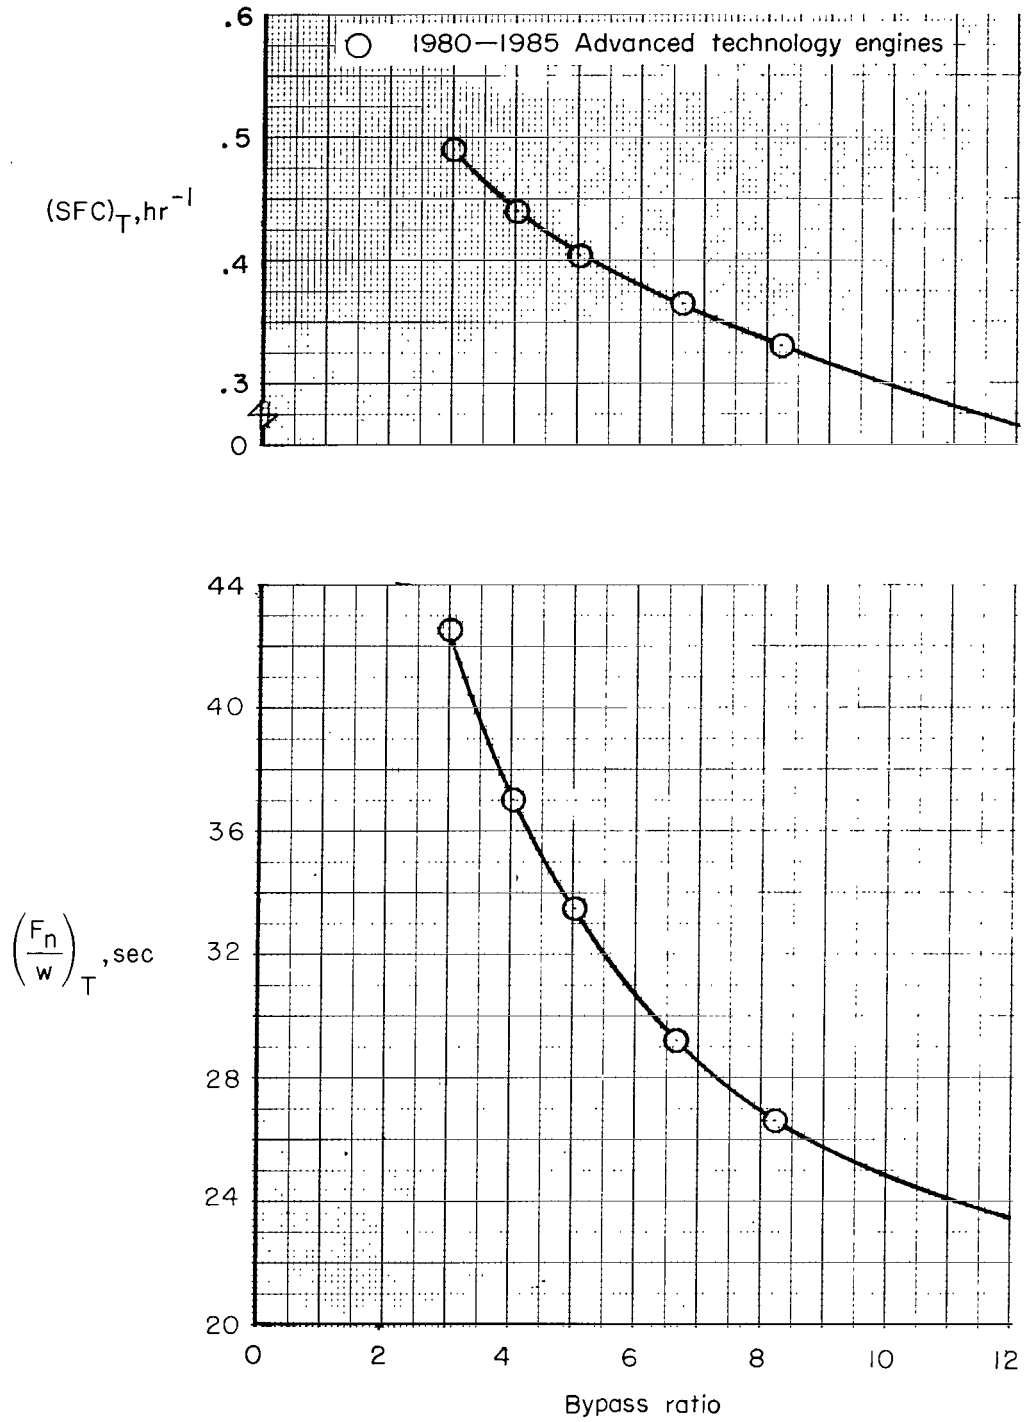 .6
1980–1985 Advanced technology engines
.5
(SFC)T, hr-1
.4
.3
0
44
40
36
(Fn/w)T, sec
32
28
24
20
0 2 4 6 8 10 12
Bypass ratio